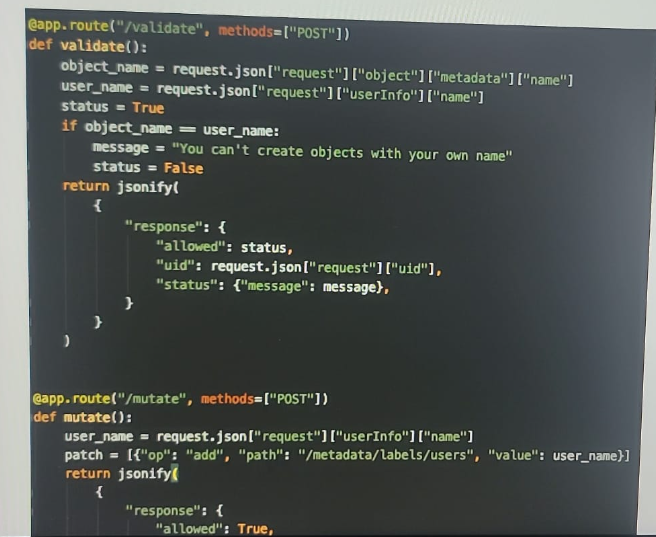 @app.route("/validate", methods=["POST"])
def validate():
    object_name = request.json["request"]["object"]["metadata"]["name"]
    user_name = request.json["request"]["userInfo"]["name"]
    status = True
    if object_name == user_name:
        message = "You can't create objects with your own name"
        status = False
    return jsonify(
        {
            "response": {
                "allowed": status,
                "uid": request.json["request"]["uid"],
                "status": {"message": message},
            }
        }
    )
@app.route("/mutate", methods=["POST"])
def mutate():
    user_name = request.json["request"]["userInfo"]["name"]
    patch = [{"op": "add", "path": "/metadata/labels/users", "value": user_name}]
    return jsonify(
        {
            "response": {
                "allowed": True,